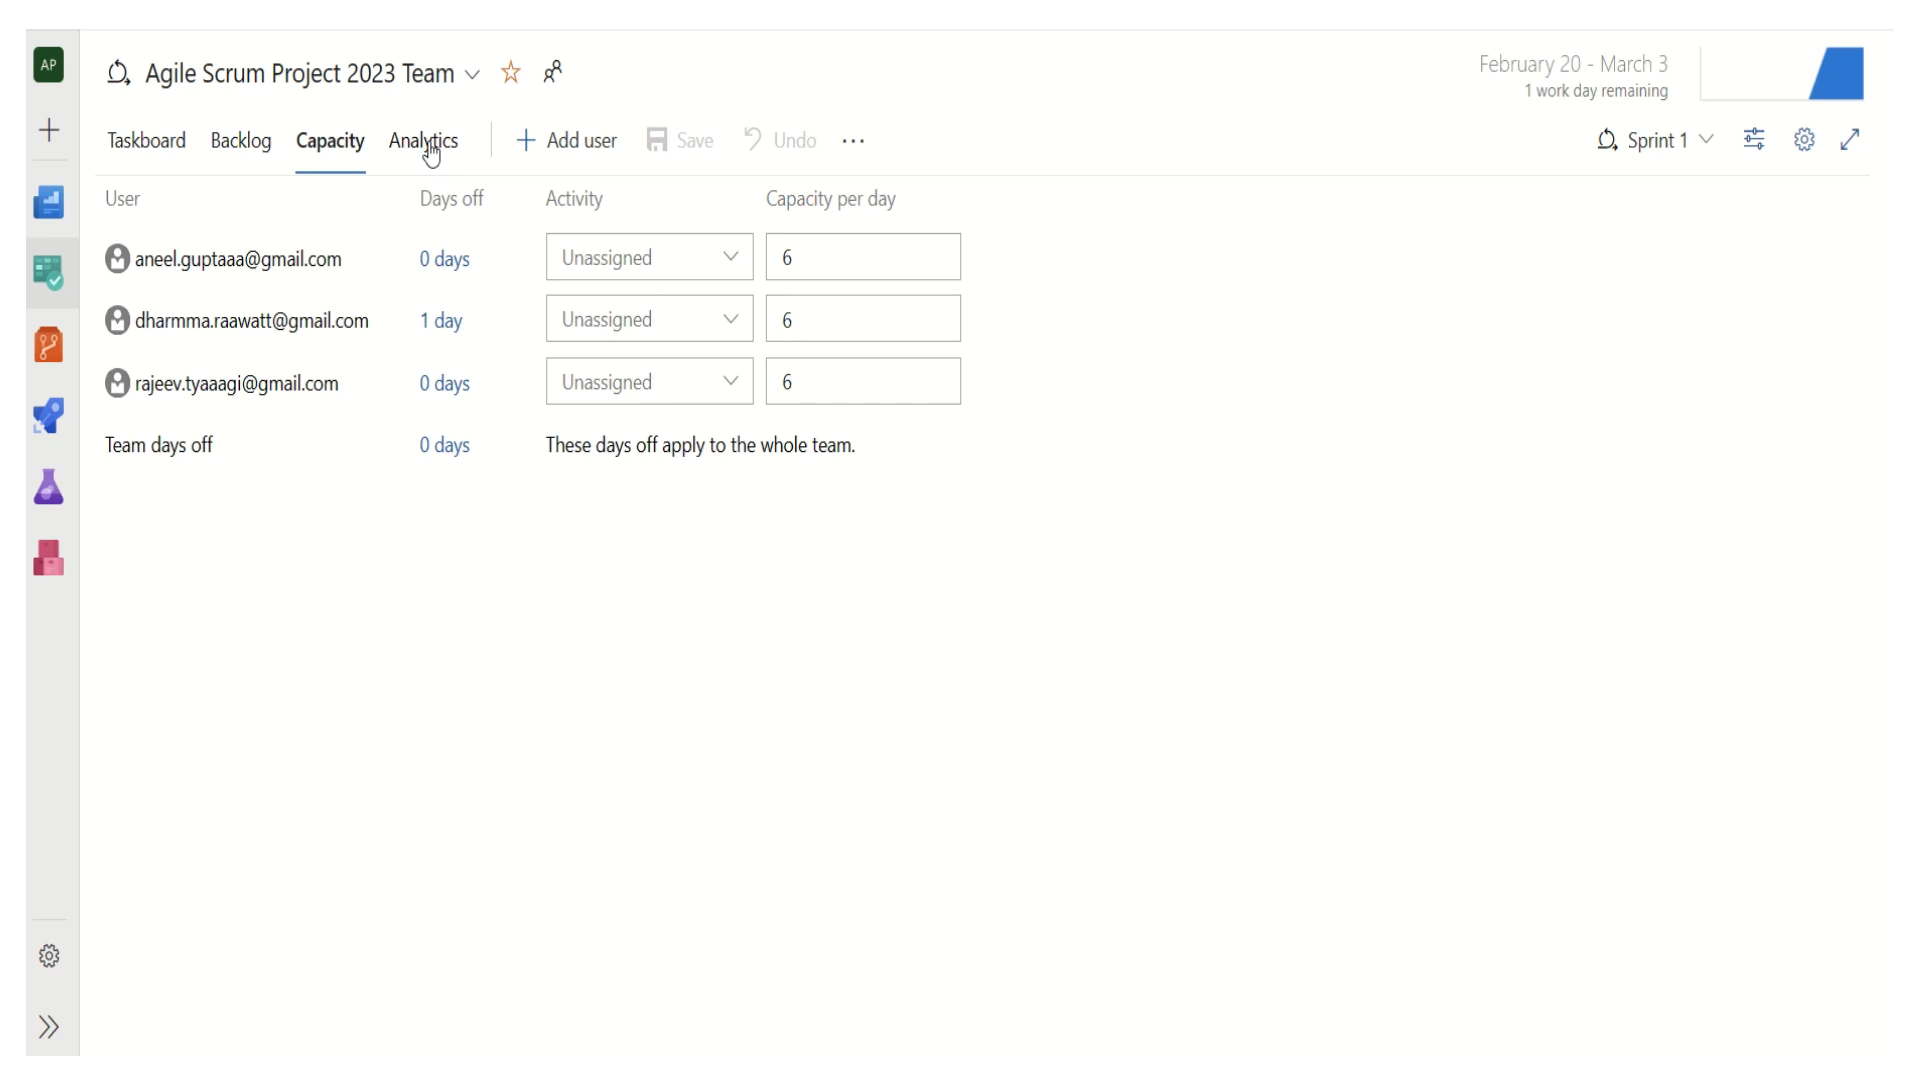 AP
Agile Scrum Project 2023 Team
February 20 - March 3
1 work day remaining
Taskboard Backlog Capacity Analytics Add user Save Undo ... Sprint 1
User Days off Activity Capacity per day
aneel.guptaaa@gmail.com 0 days Unassigned 6
dharmma.raawatt@gmail.com 1 day Unassigned 6
rajeev.tyaaagi@gmail.com 0 days Unassigned 6
Team days off 0 days These days off apply to the whole team.